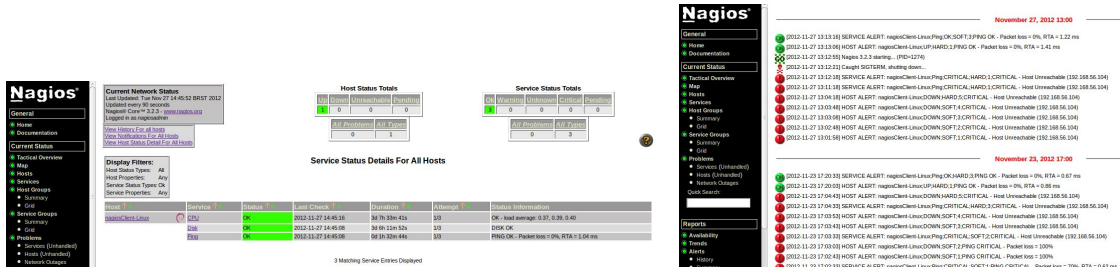 Nagios®
General
Home
Documentation
Current Status
Tactical Overview
Map
Hosts
Services
Host Groups
Summary
Grid
Service Groups
Summary
Grid
Problems
Services (Unhandled)
Hosts (Unhandled)
Network Outages
Current Network Status
Last Updated: Tue Nov 27 14:45:52 BRST 2012
Updated every 90 seconds
Nagios® Core™ 3.2.3 - www.nagios.org
Logged in as nagiosadmin
View History For all hosts
View Notifications For All Hosts
View Host Status Detail For All Hosts
Host Status Totals
Up Down Unreachable Pending
1 0 0 0
All Problems All Types
0 1
Service Status Totals
Ok Warning Unknown Critical Pending
3 0 0 0 0
All Problems All Types
0 3
Display Filters:
Host Status Types: All
Host Properties: Any
Service Status Types: Ok
Service Properties: Any
Service Status Details For All Hosts
Host Service Status Last Check Duration Attempt Status Information
nagiosClient-Linux CPU OK 2012-11-27 14:45:16 3d 7h 33m 41s 1/3 OK - load average: 0.37, 0.39, 0.40
Disk OK 2012-11-27 14:45:08 3d 6h 11m 52s 1/3 DISK OK
Ping OK 2012-11-27 14:45:08 0d 1h 32m 44s 1/3 PING OK - Packet loss = 0%, RTA = 1.04 ms
3 Matching Service Entries Displayed
Nagios®
General
Home
Documentation
Current Status
Tactical Overview
Map
Hosts
Services
Host Groups
Summary
Grid
Service Groups
Summary
Grid
Problems
Services (Unhandled)
Hosts (Unhandled)
Network Outages
Quick Search:
Reports
Availability
Trends
Alerts
History
November 27, 2012 13:00
[2012-11-27 13:13:16] SERVICE ALERT: nagiosClient-Linux;Ping;OK;SOFT;3;PING OK - Packet loss = 0%, RTA = 1.22 ms
[2012-11-27 13:13:06] HOST ALERT: nagiosClient-Linux;UP;HARD;1;PING OK - Packet loss = 0%, RTA = 1.41 ms
[2012-11-27 13:12:55] Nagios 3.2.3 starting... (PID=1274)
[2012-11-27 13:12:21] Caught SIGTERM, shutting down...
[2012-11-27 13:12:18] SERVICE ALERT: nagiosClient-Linux;Ping;CRITICAL;HARD;1;CRITICAL - Host Unreachable (192.168.56.104)
[2012-11-27 13:11:18] SERVICE ALERT: nagiosClient-Linux;Ping;CRITICAL;HARD;3;CRITICAL - Host Unreachable (192.168.56.104)
[2012-11-27 13:04:18] HOST ALERT: nagiosClient-Linux;DOWN;HARD;5;CRITICAL - Host Unreachable (192.168.56.104)
[2012-11-27 13:03:48] HOST ALERT: nagiosClient-Linux;DOWN;SOFT;4;CRITICAL - Host Unreachable (192.168.56.104)
[2012-11-27 13:03:08] HOST ALERT: nagiosClient-Linux;DOWN;SOFT;3;CRITICAL - Host Unreachable (192.168.56.104)
[2012-11-27 13:02:48] HOST ALERT: nagiosClient-Linux;DOWN;SOFT;2;CRITICAL - Host Unreachable (192.168.56.104)
[2012-11-27 13:01:58] HOST ALERT: nagiosClient-Linux;DOWN;SOFT;1;CRITICAL - Host Unreachable (192.168.56.104)
November 23, 2012 17:00
[2012-11-23 17:20:33] SERVICE ALERT: nagiosClient-Linux;Ping;OK;HARD;3;PING OK - Packet loss = 0%, RTA = 0.67 ms
[2012-11-23 17:20:03] HOST ALERT: nagiosClient-Linux;UP;HARD;1;PING OK - Packet loss = 0%, RTA = 0.86 ms
[2012-11-23 17:04:43] HOST ALERT: nagiosClient-Linux;DOWN;HARD;5;CRITICAL - Host Unreachable (192.168.56.104)
[2012-11-23 17:04:33] SERVICE ALERT: nagiosClient-Linux;Ping;CRITICAL;HARD;3;CRITICAL - Host Unreachable (192.168.56.104)
[2012-11-23 17:03:53] HOST ALERT: nagiosClient-Linux;DOWN;SOFT;4;CRITICAL - Host Unreachable (192.168.56.104)
[2012-11-23 17:03:43] HOST ALERT: nagiosClient-Linux;DOWN;SOFT;3;CRITICAL - Host Unreachable (192.168.56.104)
[2012-11-23 17:03:33] SERVICE ALERT: nagiosClient-Linux;Ping;CRITICAL;SOFT;2;CRITICAL - Host Unreachable (192.168.56.104)
[2012-11-23 17:03:03] HOST ALERT: nagiosClient-Linux;DOWN;SOFT;2;PING CRITICAL - Packet loss = 100%
[2012-11-23 17:02:43] HOST ALERT: nagiosClient-Linux;DOWN;SOFT;1;PING CRITICAL - Packet loss = 100%